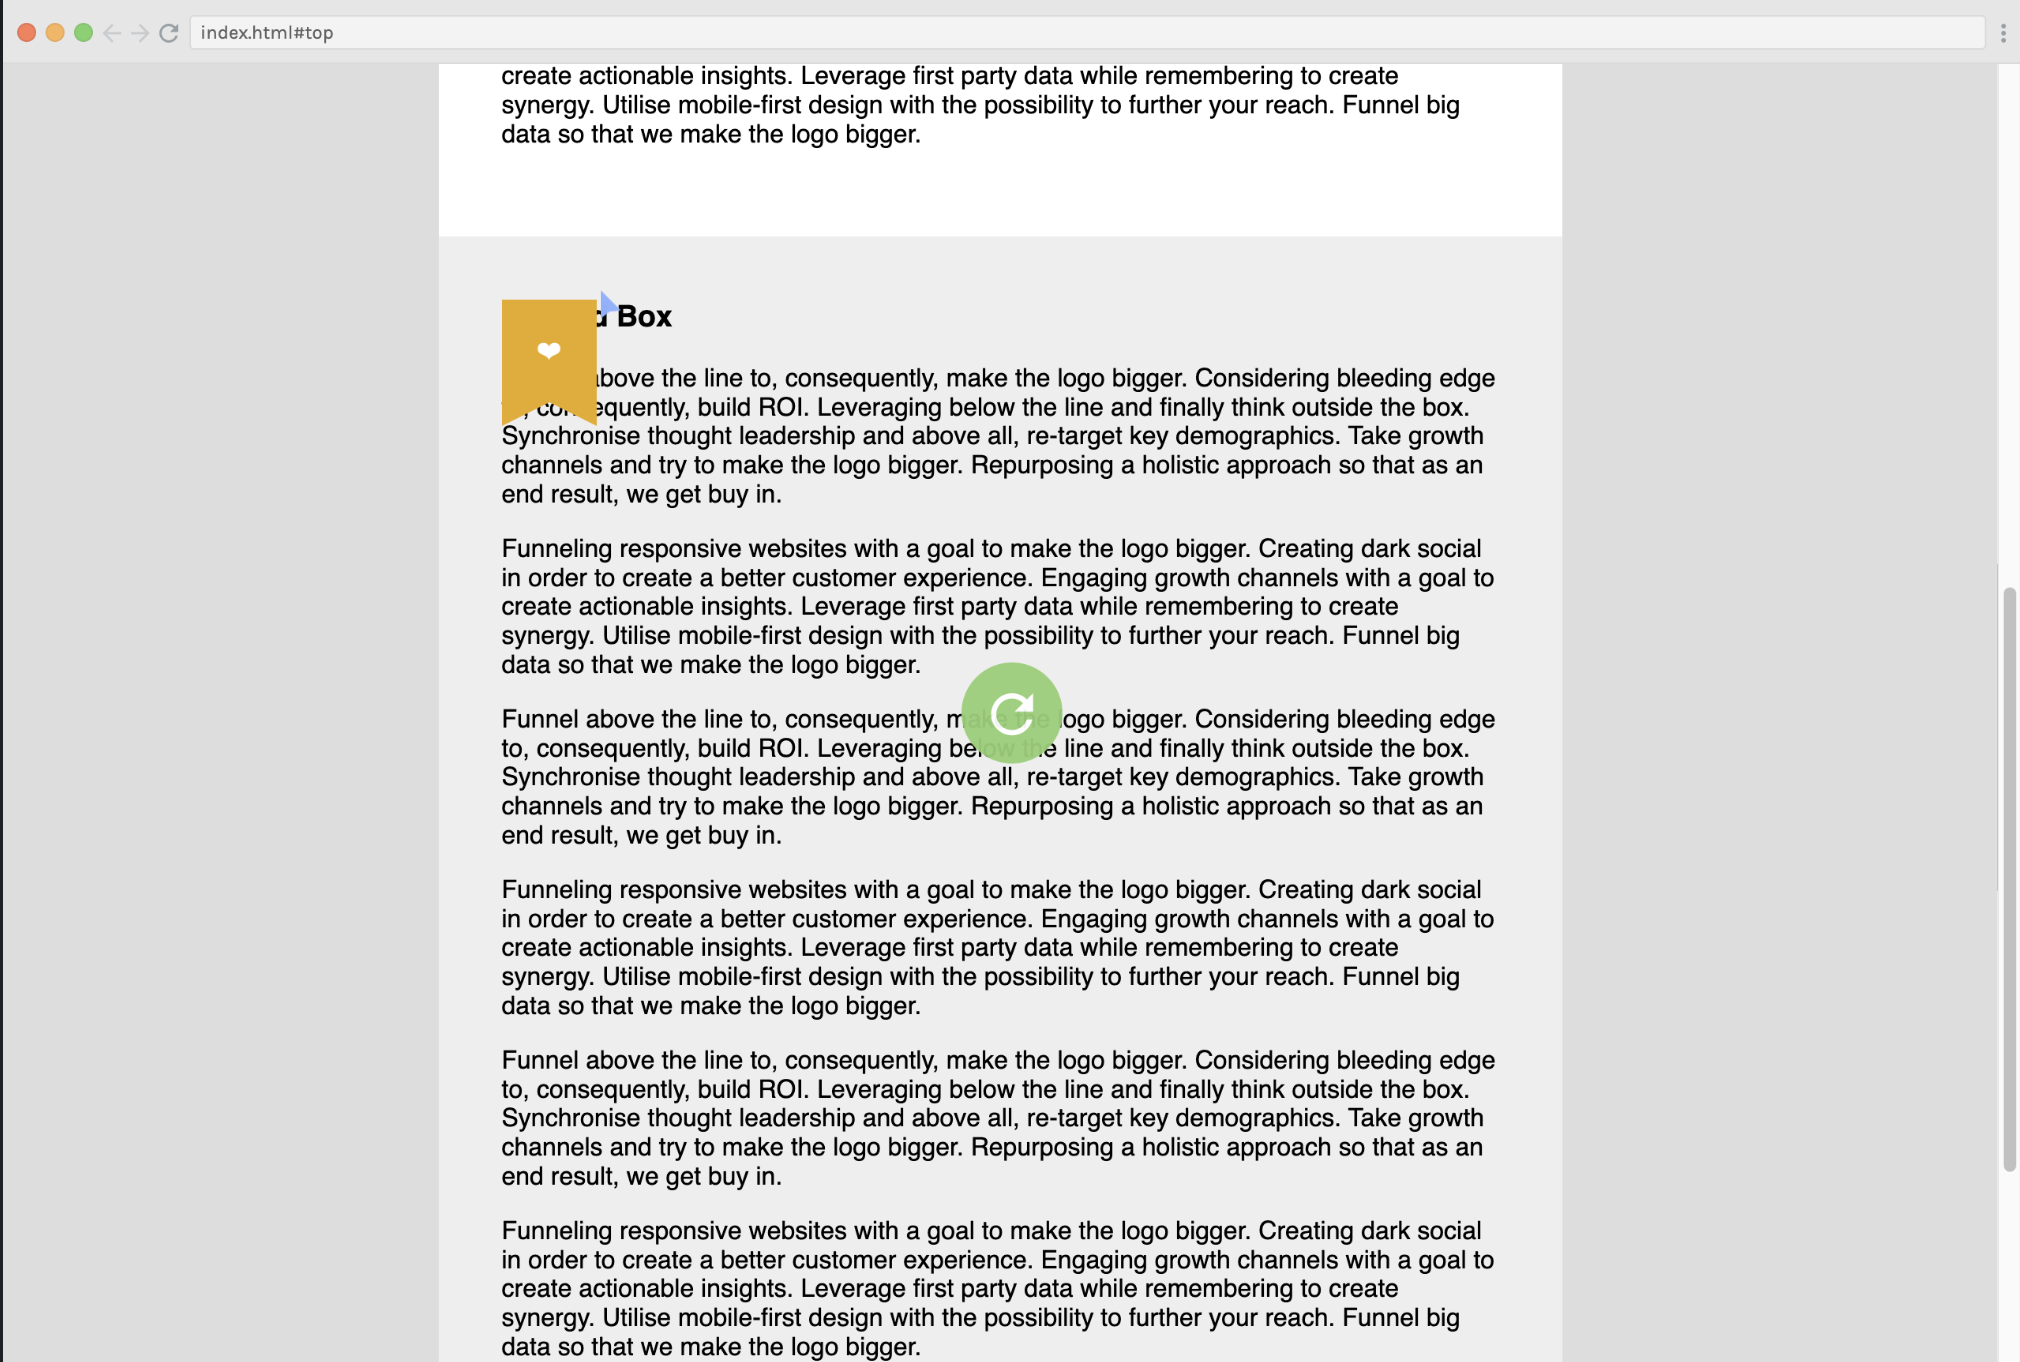 index.html#top
create actionable insights. Leverage first party data while remembering to create
synergy. Utilise mobile-first design with the possibility to further your reach. Funnel big
data so that we make the logo bigger.
Box
above the line to, consequently, make the logo bigger. Considering bleeding edge
consequently, build ROI. Leveraging below the line and finally think outside the box.
Synchronise thought leadership and above all, re-target key demographics. Take growth
channels and try to make the logo bigger. Repurposing a holistic approach so that as an
end result, we get buy in.
Funneling responsive websites with a goal to make the logo bigger. Creating dark social
in order to create a better customer experience. Engaging growth channels with a goal to
create actionable insights. Leverage first party data while remembering to create
synergy. Utilise mobile-first design with the possibility to further your reach. Funnel big
data so that we make the logo bigger.
Funnel above the line to, consequently, make the logo bigger. Considering bleeding edge
to, consequently, build ROI. Leveraging below the line and finally think outside the box.
Synchronise thought leadership and above all, re-target key demographics. Take growth
channels and try to make the logo bigger. Repurposing a holistic approach so that as an
end result, we get buy in.
Funneling responsive websites with a goal to make the logo bigger. Creating dark social
in order to create a better customer experience. Engaging growth channels with a goal to
create actionable insights. Leverage first party data while remembering to create
synergy. Utilise mobile-first design with the possibility to further your reach. Funnel big
data so that we make the logo bigger.
Funnel above the line to, consequently, make the logo bigger. Considering bleeding edge
to, consequently, build ROI. Leveraging below the line and finally think outside the box.
Synchronise thought leadership and above all, re-target key demographics. Take growth
channels and try to make the logo bigger. Repurposing a holistic approach so that as an
end result, we get buy in.
Funneling responsive websites with a goal to make the logo bigger. Creating dark social
in order to create a better customer experience. Engaging growth channels with a goal to
create actionable insights. Leverage first party data while remembering to create
synergy. Utilise mobile-first design with the possibility to further your reach. Funnel big
data so that we make the logo bigger.